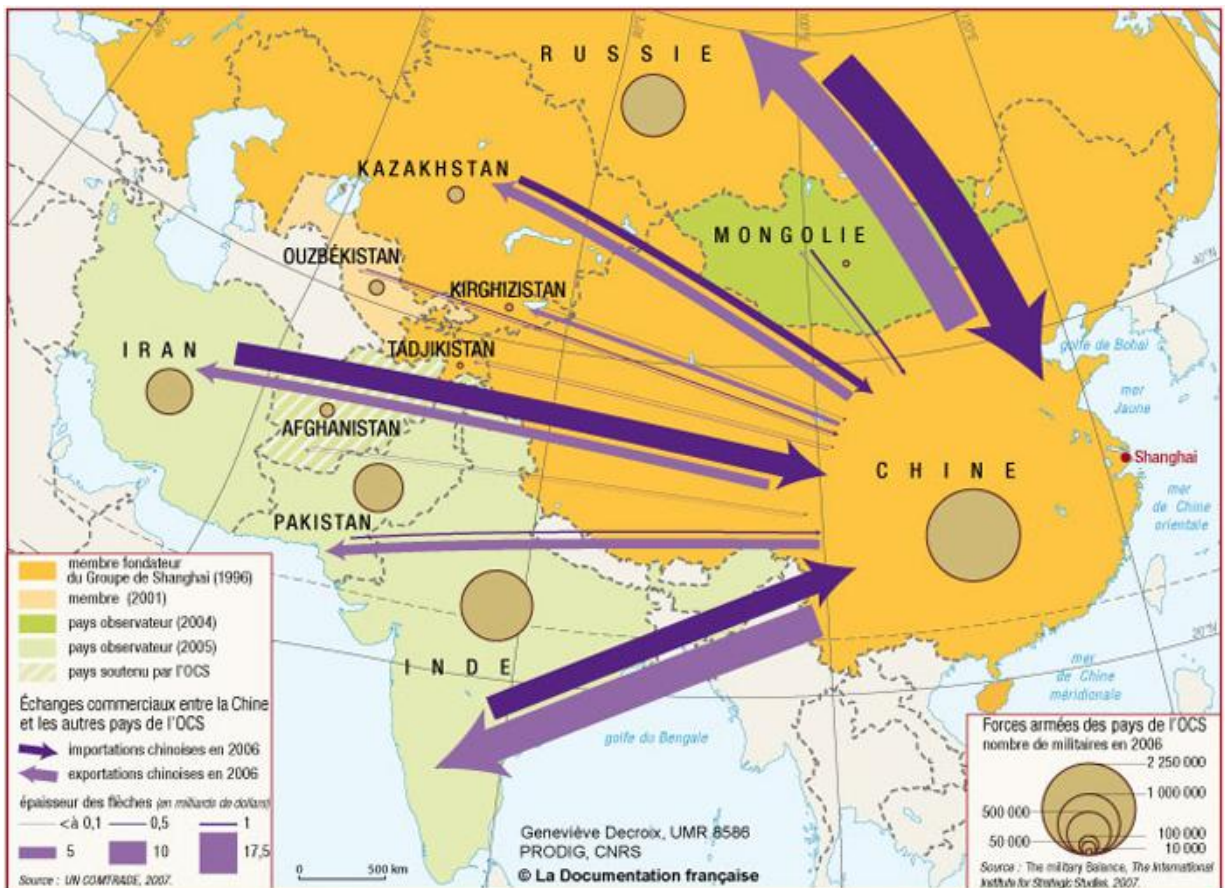 RUSSIE
KAZAKHSTAN
MONGOLIE
OUZBÉKISTAN
KIRGHIZISTAN
TADJIKISTAN
IRAN
AFGHANISTAN
PAKISTAN
INDE
CHINE
golfe de Bohai
mer
Jaune
Shanghai
mer
de Chine
orientale
mer
de Chine
méridionale
golfe du Bengale
40°N
20°N
membre fondateur
du Groupe de Shanghai (1996)
membre (2001)
pays observateur (2004)
pays observateur (2005)
pays soutenu par l'OCS
Échanges commerciaux entre la Chine
et les autres pays de l'OCS
importations chinoises en 2006
exportations chinoises en 2006
épaisseur des flèches (en milliards de dollars)
<à 0,1 0,5 1
5 10 17,5
Source : UN COMTRADE, 2007.
0 500 km
Geneviève Decroix, UMR 8586
PRODIG, CNRS
© La Documentation française
Forces armées des pays de l'OCS
nombre de militaires en 2006
2 250 000
1 000 000
500 000
100 000
50 000
10 000
Source : The military Balance, The International
Institute for Strategic Studies, 2007.